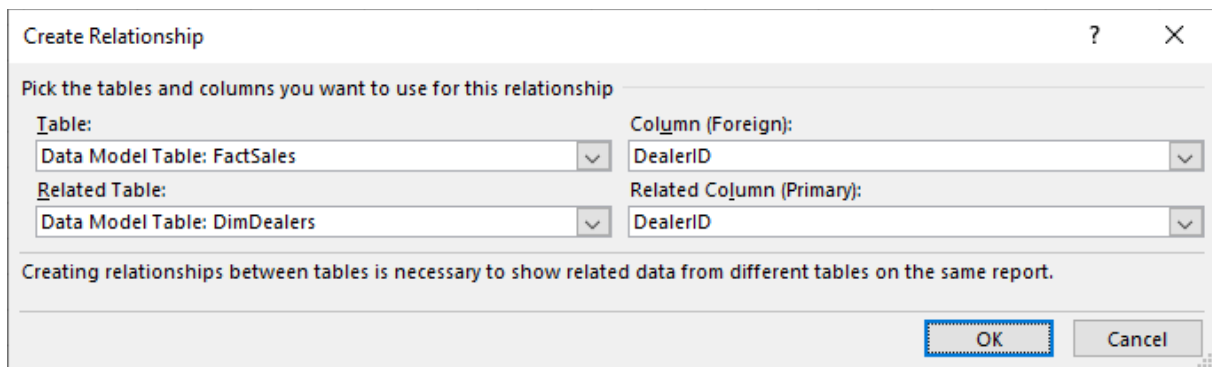 Create Relationship ?
Pick the tables and columns you want to use for this relationship
Table: Column (Foreign):
Data Model Table: FactSales DealerID
Related Table: Related Column (Primary):
Data Model Table: DimDealers DealerID
Creating relationships between tables is necessary to show related data from different tables on the same report.
OK Cancel